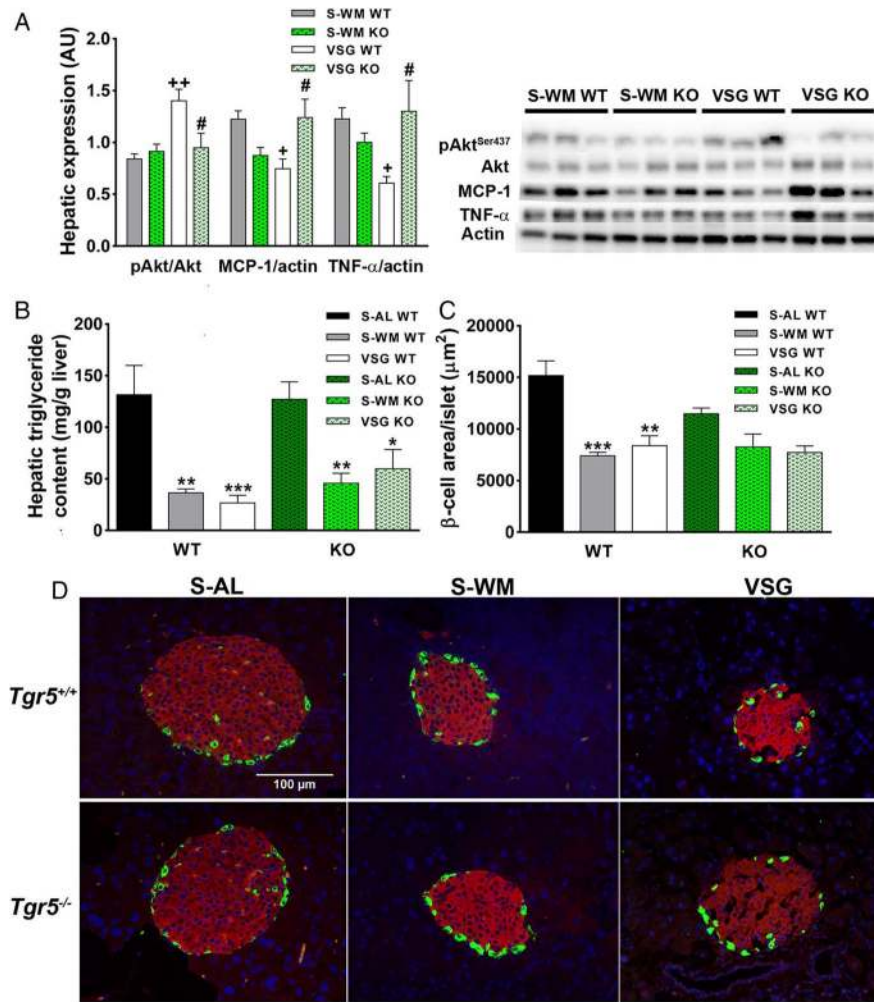 A
S-WM WT
S-WM KO
VSG WT
VSG KO
Hepatic expression (AU)
2.0
1.5
1.0
0.5
0.0
++
#
+
#
+
#
pAkt/Akt MCP-1/actin TNF-α/actin
S-WM WT S-WM KO VSG WT VSG KO
pAktSer437
Akt
MCP-1
TNF-α
Actin
B
Hepatic triglyceride
content (mg/g liver)
200
150
100
50
0
S-AL WT
S-WM WT
VSG WT
S-AL KO
S-WM KO
VSG KO
**
***
**
*
WT KO
C
β-cell area/islet (μm²)
20000
15000
10000
5000
0
S-AL WT
S-WM WT
VSG WT
S-AL KO
S-WM KO
VSG KO
***
**
WT KO
D
S-AL S-WM VSG
Tgr5+/+
100 μm
Tgr5-/-